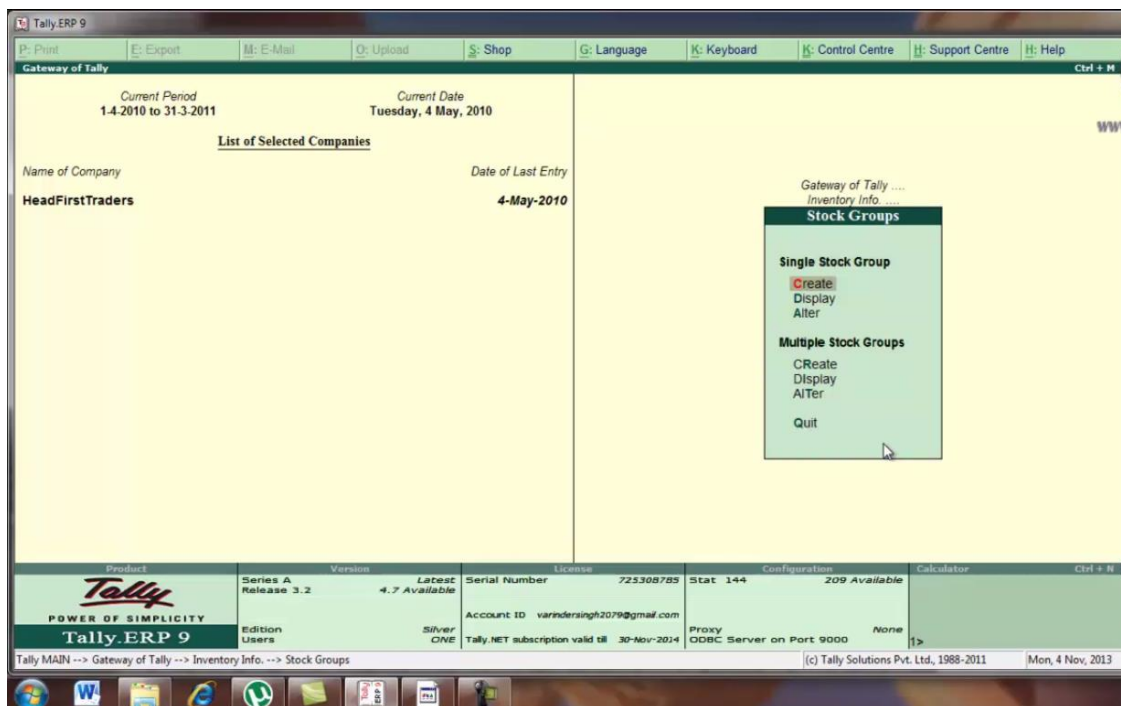 Tally.ERP 9
P: Print E: Export M: E-Mail O: Upload S: Shop G: Language K: Keyboard K: Control Centre H: Support Centre H: Help
Gateway of Tally Ctrl + M
Current Period Current Date
1-4-2010 to 31-3-2011 Tuesday, 4 May, 2010
List of Selected Companies
Name of Company Date of Last Entry
HeadFirstTraders 4-May-2010
Gateway of Tally ....
Inventory Info. ....
Stock Groups
Single Stock Group
Create
Display
Alter
Multiple Stock Groups
CReate
DIsplay
AlTer
Quit
Product Version License Configuration Calculator Ctrl + N
Tally
POWER OF SIMPLICITY
Tally.ERP 9
Series A Latest
Release 3.2 4.7 Available
Edition Silver
Users ONE
Serial Number 725308785
Account ID varindersingh2079@gmail.com
Tally.NET subscription valid till 30-Nov-2014
Stat 144 209 Available
Proxy None
ODBC Server on Port 9000
1>
Tally MAIN --> Gateway of Tally --> Inventory Info. --> Stock Groups (c) Tally Solutions Pvt. Ltd., 1988-2011 Mon, 4 Nov, 2013